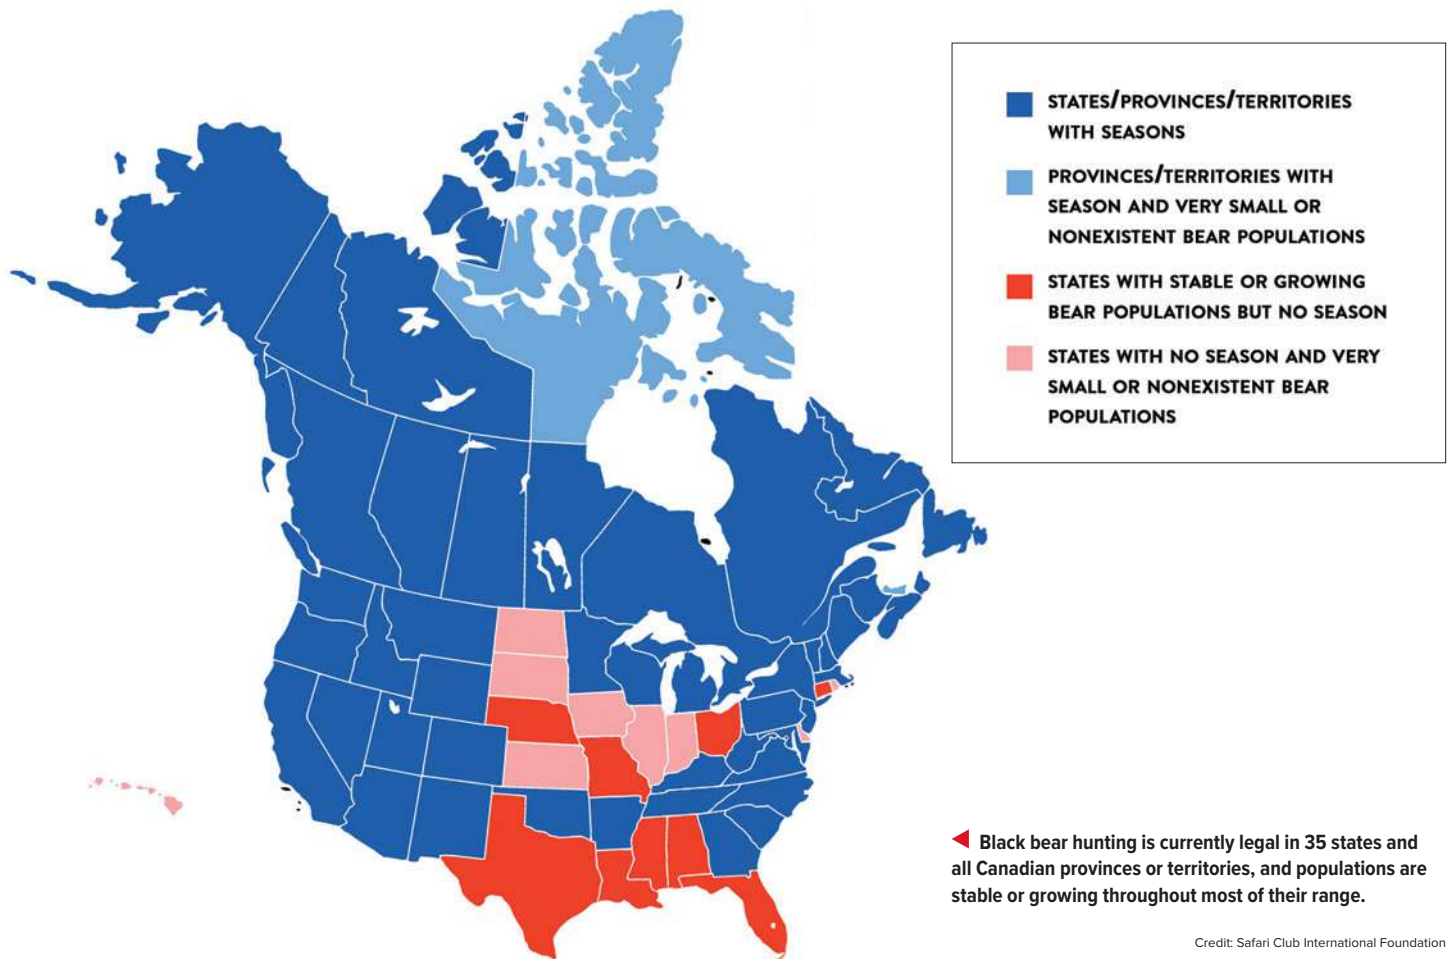 STATES/PROVINCES/TERRITORIES
WITH SEASONS
PROVINCES/TERRITORIES WITH
SEASON AND VERY SMALL OR
NONEXISTENT BEAR POPULATIONS
STATES WITH STABLE OR GROWING
BEAR POPULATIONS BUT NO SEASON
STATES WITH NO SEASON AND VERY
SMALL OR NONEXISTENT BEAR
POPULATIONS
Black bear hunting is currently legal in 35 states and
all Canadian provinces or territories, and populations are
stable or growing throughout most of their range.
Credit: Safari Club International Foundation